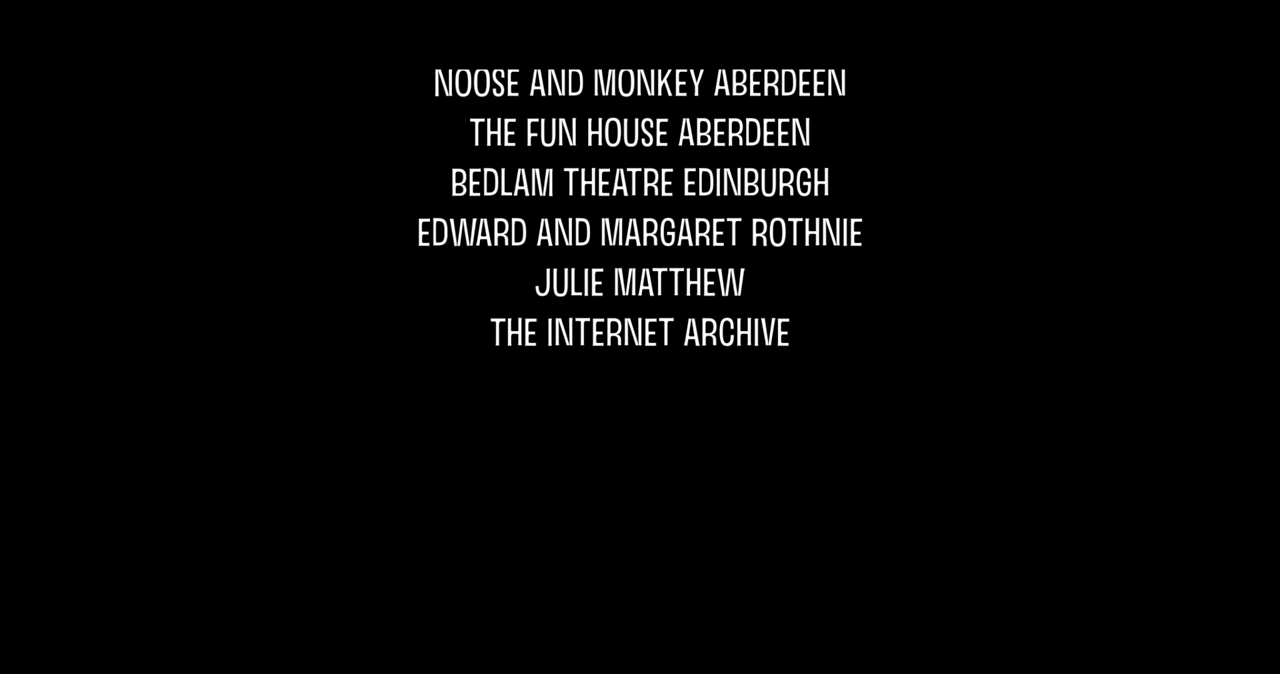 NOOSE AND MONKEY ABERDEEN
THE FUN HOUSE ABERDEEN
BEDLAM THEATRE EDINBURGH
EDWARD AND MARGARET ROTHNIE
JULIE MATTHEW
THE INTERNET ARCHIVE